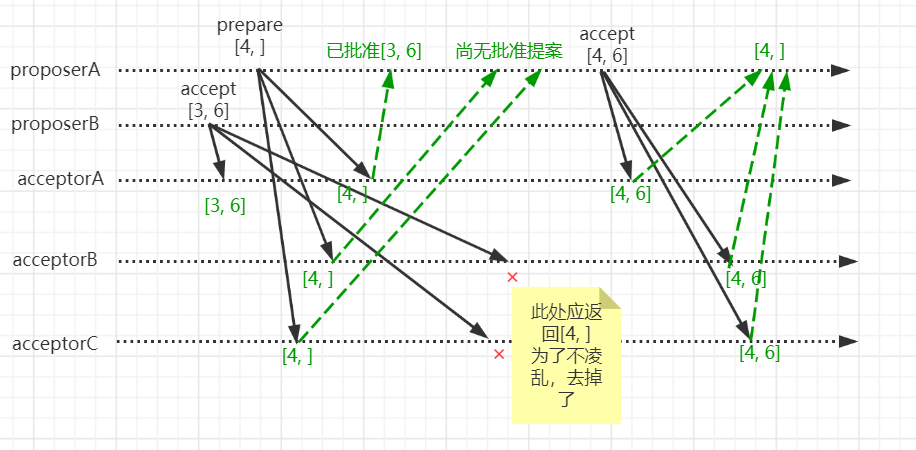 prepare
[4, ]
已批准[3, 6]
尚无批准提案
accept
[4, 6]
[4, ]
proposerA
accept
[3, 6]
proposerB
acceptorA
[3, 6]
[4, ]
[4, 6]
acceptorB
[4, ]
×
[4, 6]
此处应返
回[4, ]
为了不凌
乱，去掉
了
acceptorC
[4, ]
×
[4, 6]